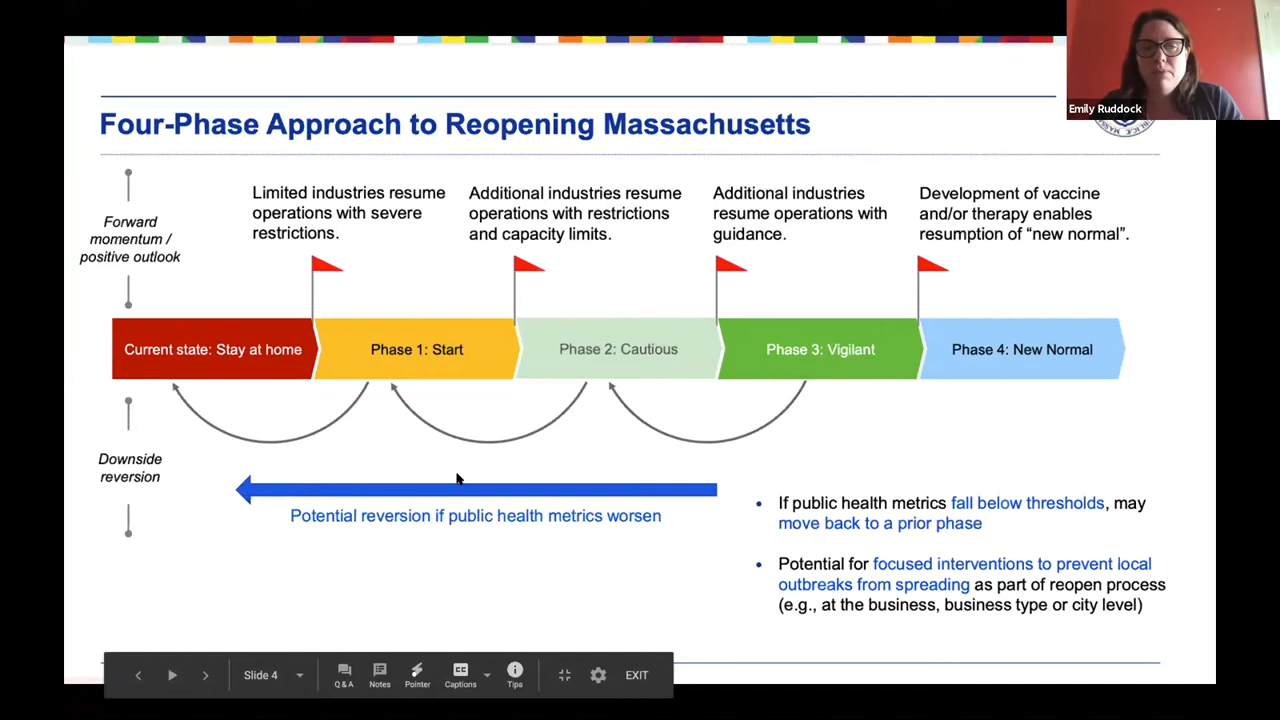 Emily Ruddock
Four-Phase Approach to Reopening Massachusetts
Forward
momentum /
positive outlook
Limited industries resume
operations with severe
restrictions.
Additional industries resume
operations with restrictions
and capacity limits.
Additional industries
resume operations with
guidance.
Development of vaccine
and/or therapy enables
resumption of “new normal”.
Current state: Stay at home
Phase 1: Start
Phase 2: Cautious
Phase 3: Vigilant
Phase 4: New Normal
Downside
reversion
Potential reversion if public health metrics worsen
• If public health metrics fall below thresholds, may
move back to a prior phase
• Potential for focused interventions to prevent local
outbreaks from spreading as part of reopen process
(e.g., at the business, business type or city level)
Slide 4
Q & A
Notes
Pointer
CC
Captions
Tips
EXIT